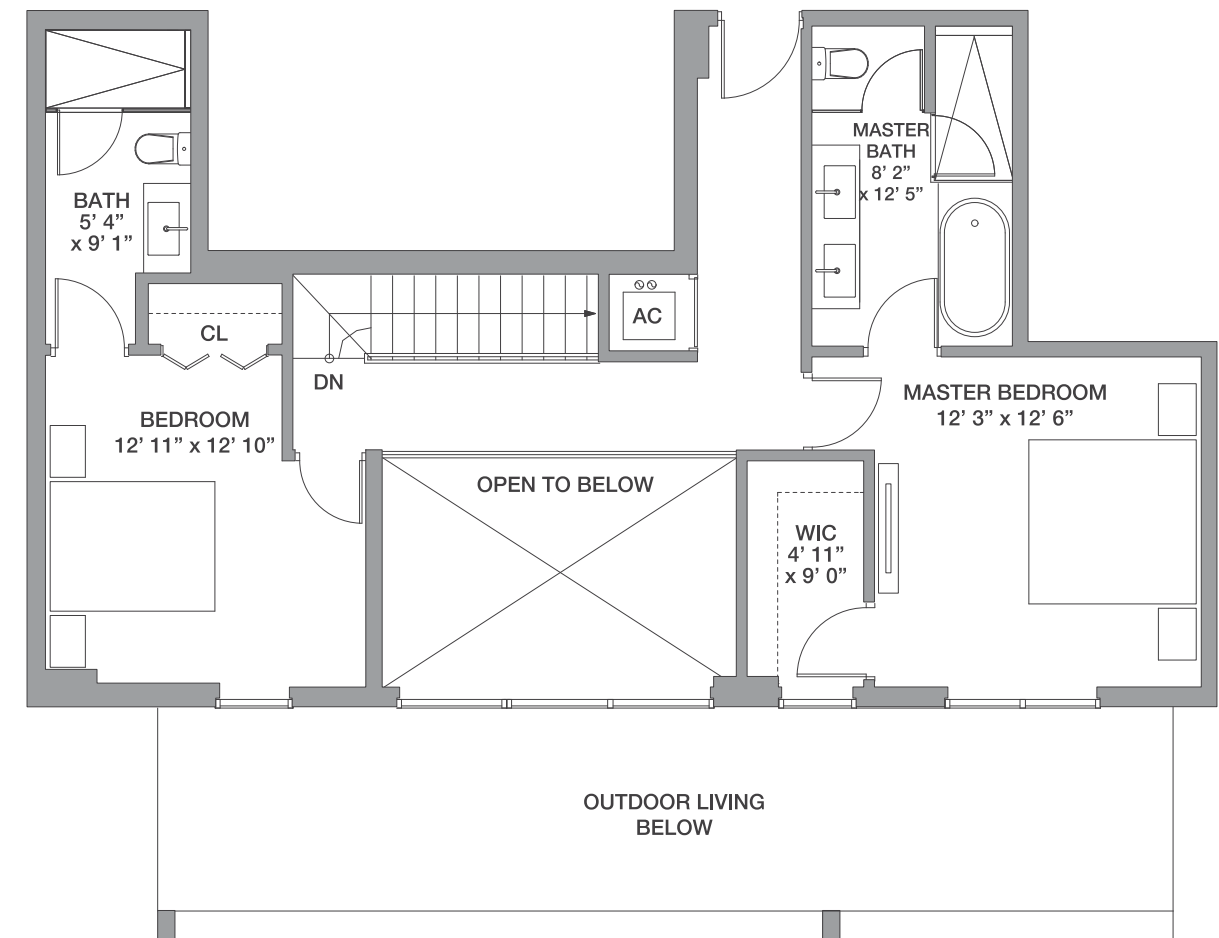 MASTER
BATH
8’ 2”
x 12’ 5”
BATH
5’ 4”
x 9’ 1”
CL
AC
DN
BEDROOM
12’ 11” x 12’ 10”
MASTER BEDROOM
12’ 3” x 12’ 6”
OPEN TO BELOW
WIC
4’ 11”
x 9’ 0”
OUTDOOR LIVING
BELOW